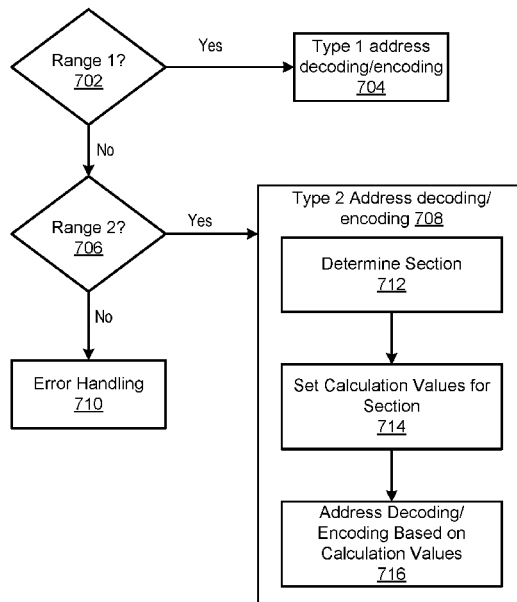 Range 1?
702
Yes
Type 1 address
decoding/encoding
704
No
Range 2?
706
Yes
Type 2 Address decoding/
encoding 708
Determine Section
712
No
Error Handling
710
Set Calculation Values for
Section
714
Address Decoding/
Encoding Based on
Calculation Values
716